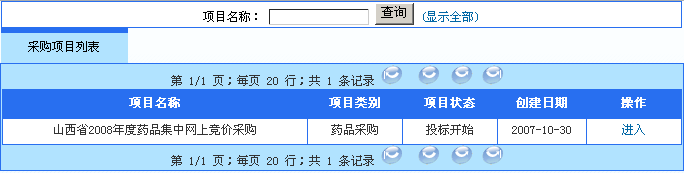 项目名称： 查询 (显示全部)
采购项目列表
第 1/1 页；每页 20 行；共 1 条记录
项目名称 项目类别 项目状态 创建日期 操作
山西省2008年度药品集中网上竞价采购 药品采购 投标开始 2007-10-30 进入
第 1/1 页；每页 20 行；共 1 条记录